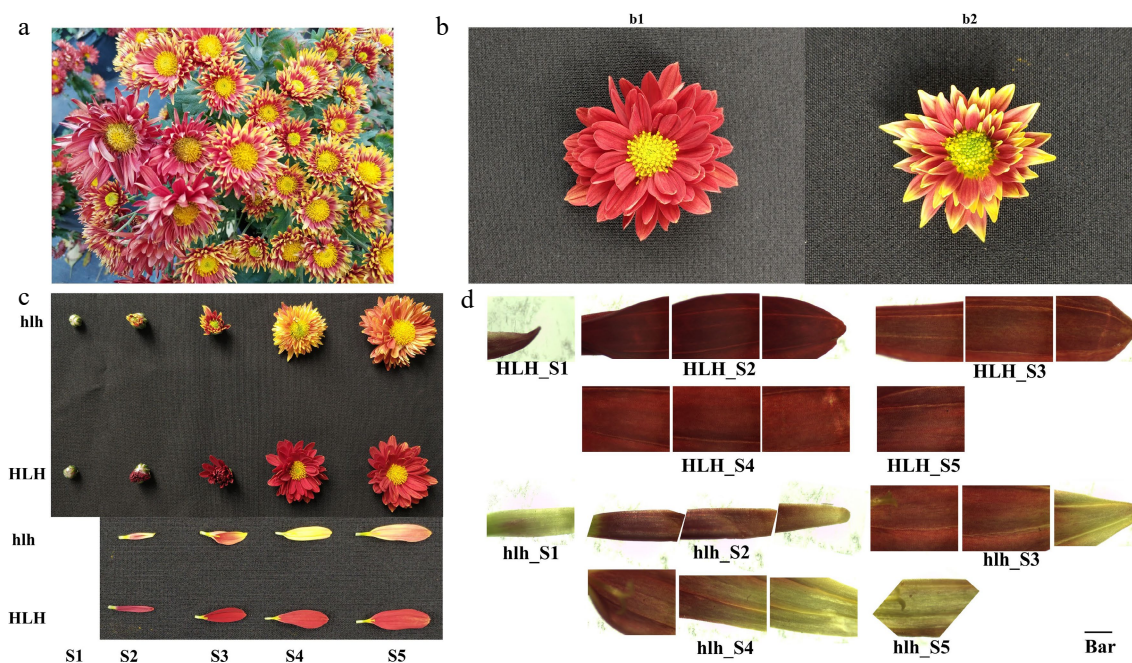 a
b
b1
b2
c
hlh
HLH
hlh
HLH
S1
S2
S3
S4
S5
d
HLH_S1
HLH_S2
HLH_S3
HLH_S4
HLH_S5
hlh_S1
hlh_S2
hlh_S3
hlh_S4
hlh_S5
Bar